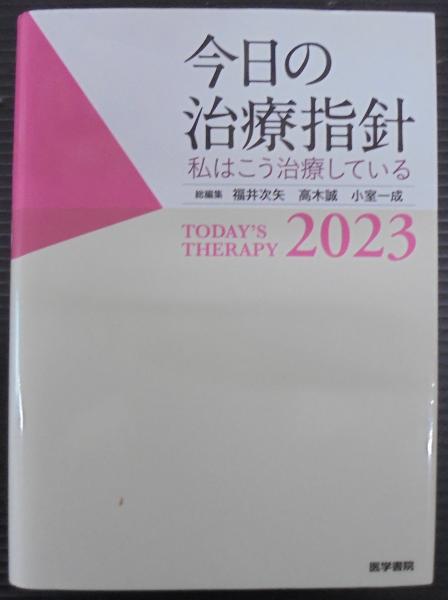 今日の
治療指針
私はこう治療している
総編集 福井次矢 高木誠 小室一成
TODAY'S
THERAPY 2023
医学書院